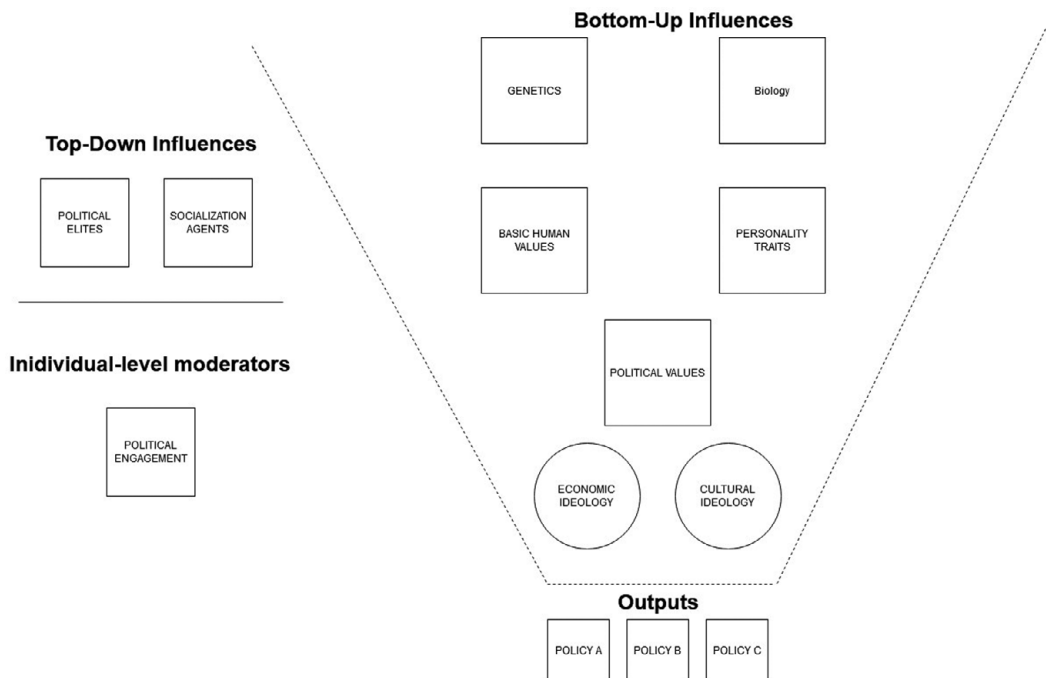 Bottom-Up Influences
GENETICS
Biology
Top-Down Influences
POLITICAL
ELITES
SOCIALIZATION
AGENTS
BASIC HUMAN
VALUES
PERSONALITY
TRAITS
Inidividual-level moderators
POLITICAL VALUES
POLITICAL
ENGAGEMENT
ECONOMIC
IDEOLOGY
CULTURAL
IDEOLOGY
Outputs
POLICY A
POLICY B
POLICY C